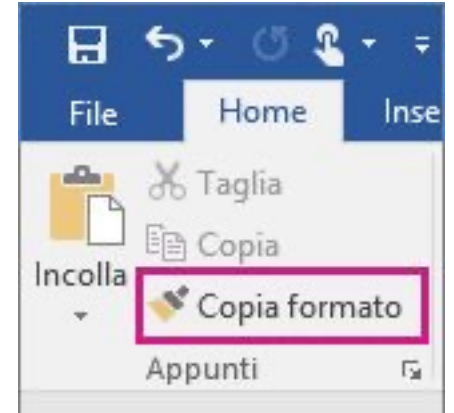 File Home Inse
Taglia
Copia
Incolla
Copia formato
Appunti